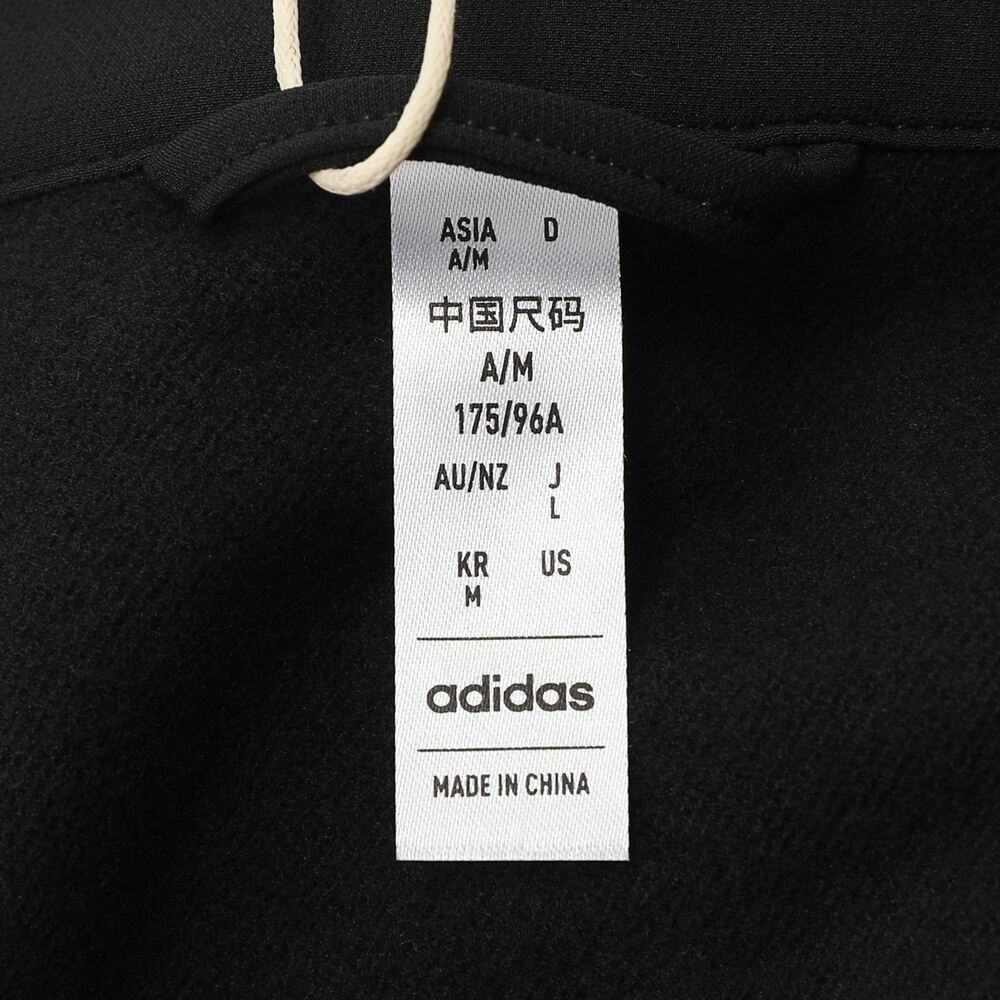 ASIA D
A/M
中国尺码
A/M
175/96A
AU/NZ J
L
KR US
M
adidas
MADE IN CHINA